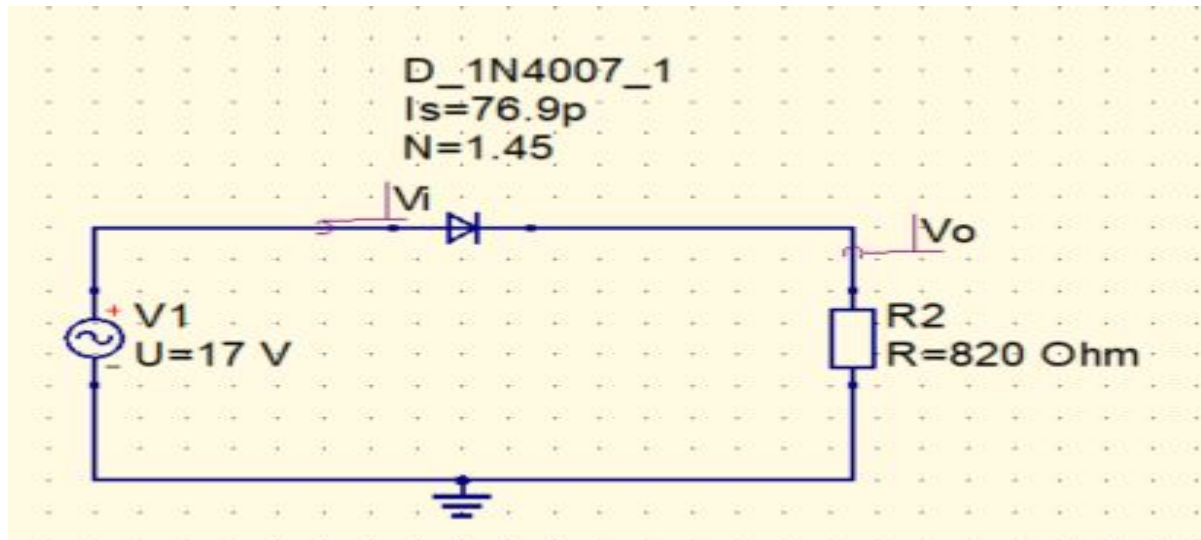 D_1N4007_1
Is=76.9p
N=1.45
Vi
Vo
+ V1
- U=17 V
R2
R=820 Ohm